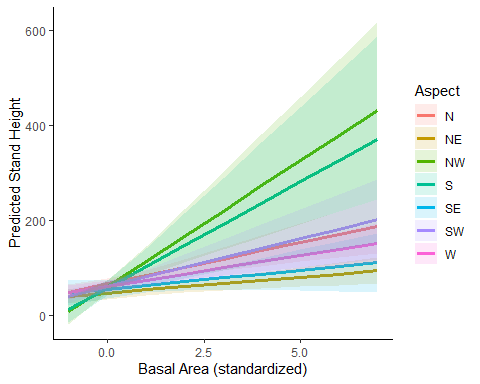 600
400
200
0
Predicted Stand Height
0.0 2.5 5.0
Basal Area (standardized)
Aspect
N
NE
NW
S
SE
SW
W